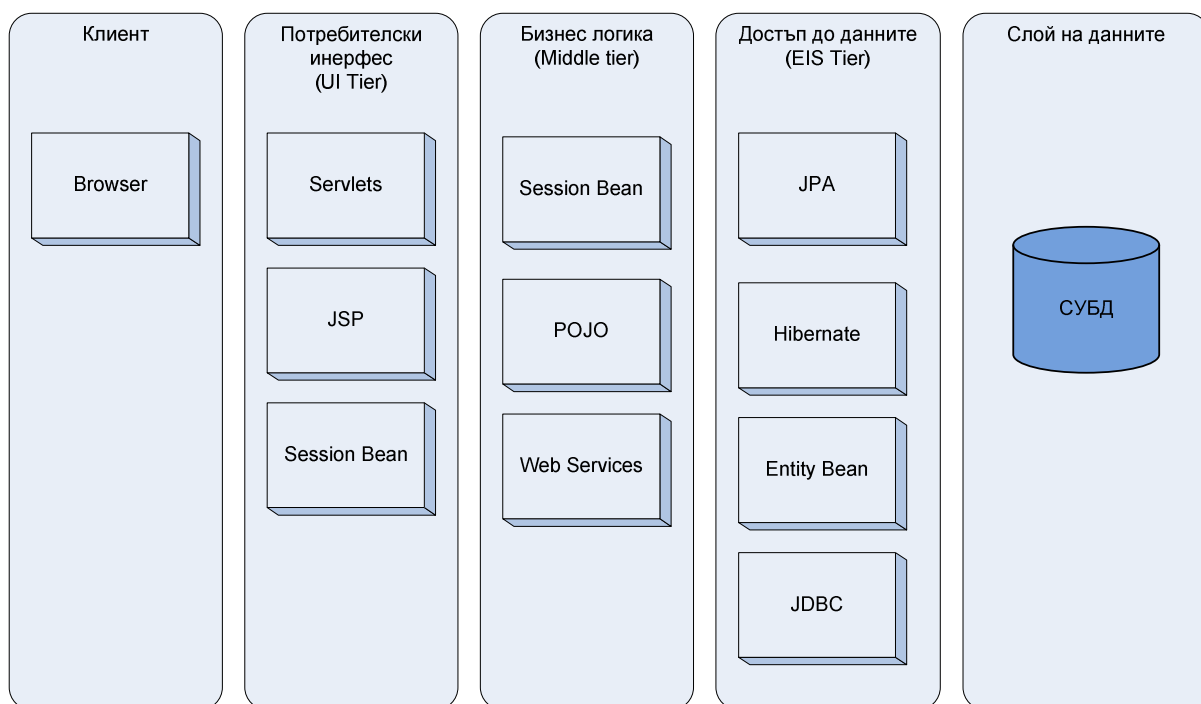 Клиент
Browser
Потребителски
инерфес
(UI Tier)
Servlets
JSP
Session Bean
Бизнес логика
(Middle tier)
Session Bean
POJO
Web Services
Достъп до данните
(EIS Tier)
JPA
Hibernate
Entity Bean
JDBC
Слой на данните
СУБД